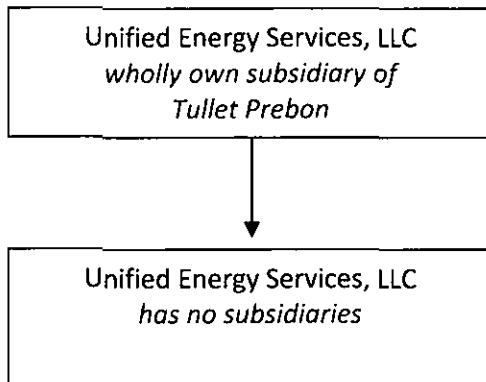 Unified Energy Services, LLC
wholly own subsidiary of
Tullet Prebon
Unified Energy Services, LLC
has no subsidiaries